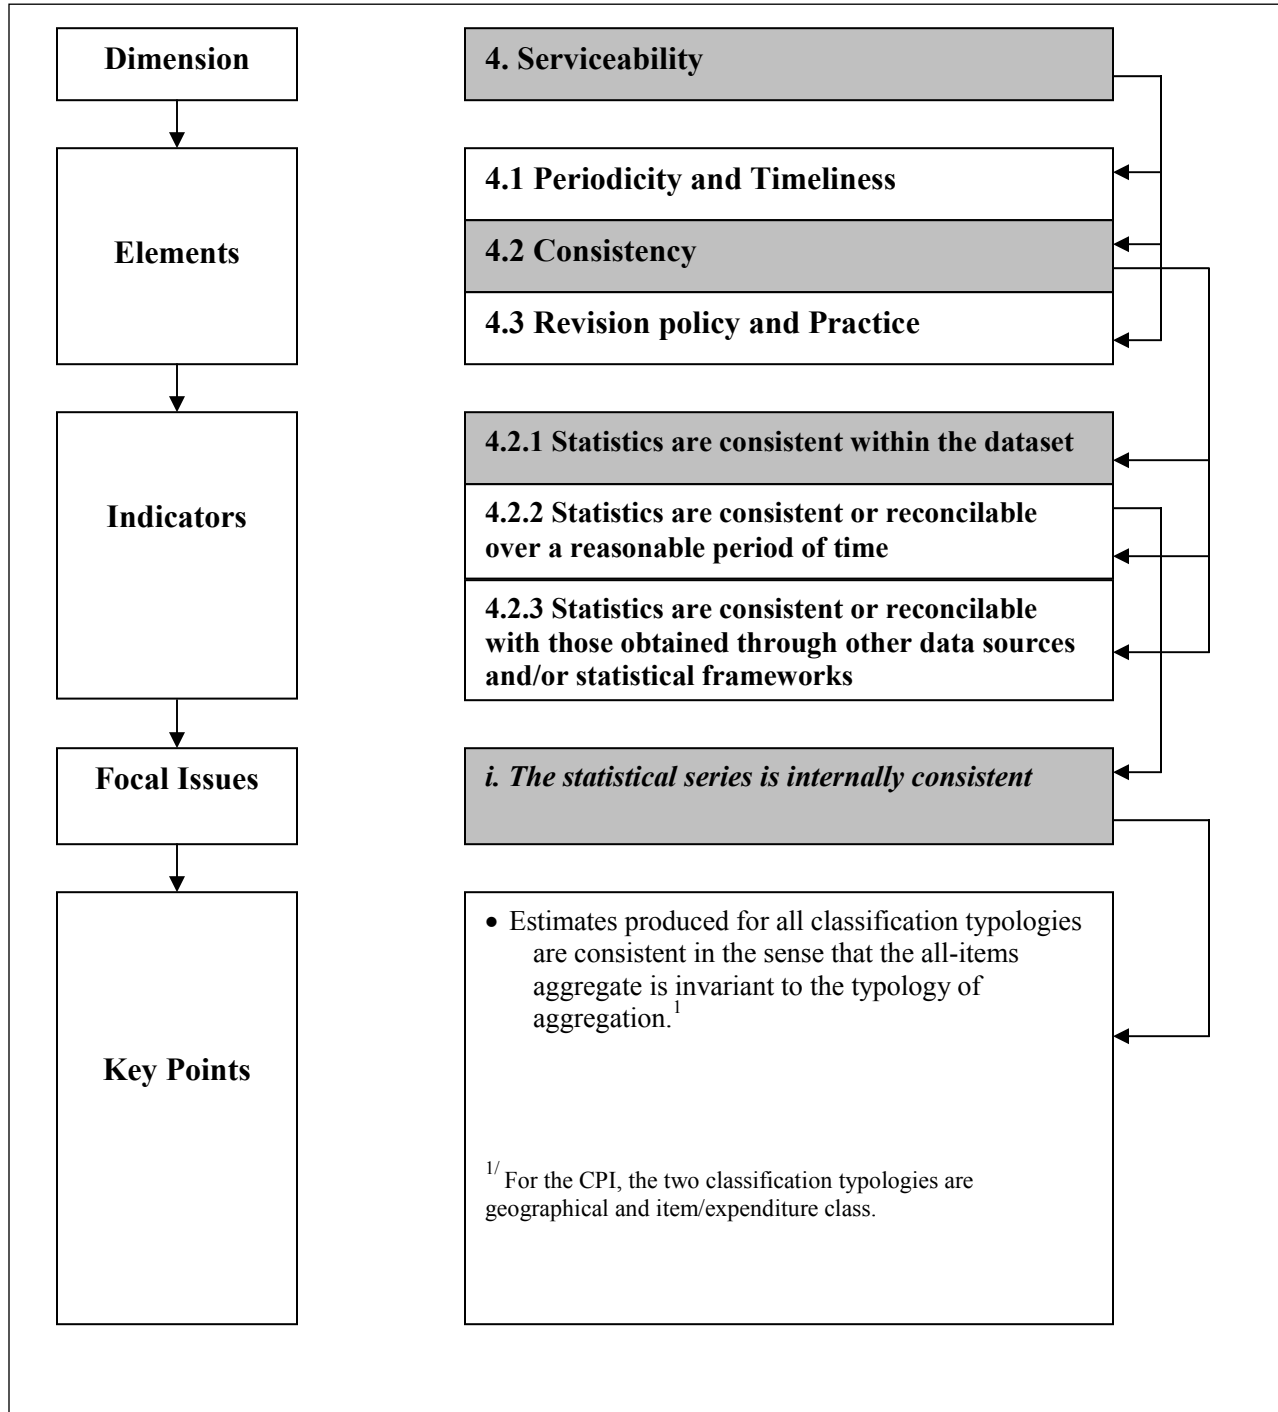 Dimension
4. Serviceability
Elements
4.1 Periodicity and Timeliness
4.2 Consistency
4.3 Revision policy and Practice
Indicators
4.2.1 Statistics are consistent within the dataset
4.2.2 Statistics are consistent or reconcilable
over a reasonable period of time
4.2.3 Statistics are consistent or reconcilable
with those obtained through other data sources
and/or statistical frameworks
Focal Issues
i. The statistical series is internally consistent
Key Points
• Estimates produced for all classification typologies
are consistent in the sense that the all-items
aggregate is invariant to the typology of
aggregation.1
1/ For the CPI, the two classification typologies are
geographical and item/expenditure class.